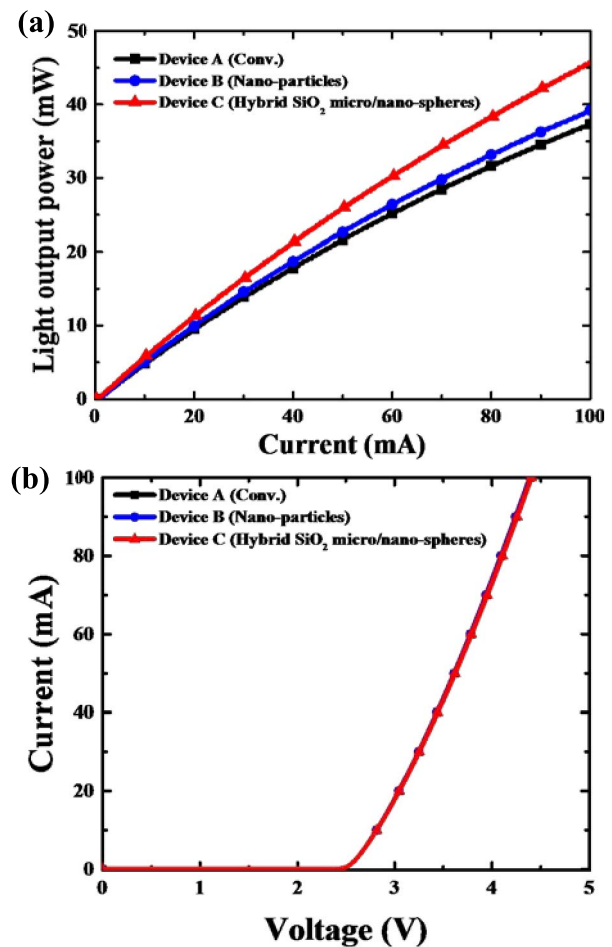 (a)
50
40
30
20
10
0
Light output power (mW)
Device A (Conv.)
Device B (Nano-particles)
Device C (Hybrid SiO₂ micro/nano-spheres)
0 20 40 60 80 100
Current (mA)
(b)
100
80
60
40
20
0
Current (mA)
Device A (Conv.)
Device B (Nano-particles)
Device C (Hybrid SiO₂ micro/nano-spheres)
0 1 2 3 4 5
Voltage (V)